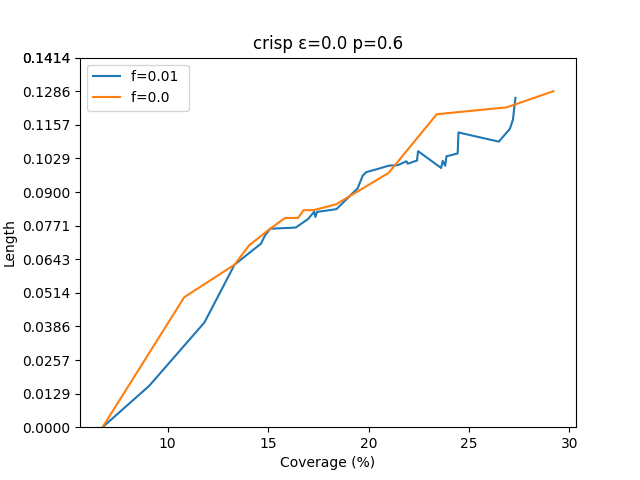 crisp ε=0.0 p=0.6
f=0.01
f=0.0
Length
0.1414
0.1286
0.1157
0.1029
0.0900
0.0771
0.0643
0.0514
0.0386
0.0257
0.0129
0.0000
10 15 20 25 30
Coverage (%)